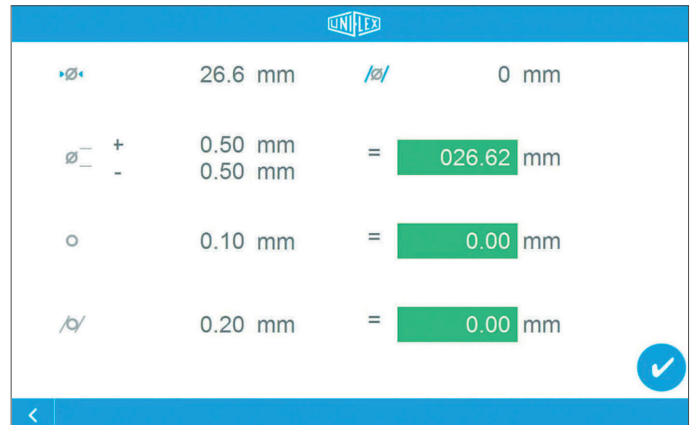 UNIFLEX
26.6 mm 0 mm
+ 0.50 mm = 026.62 mm
- 0.50 mm
0.10 mm = 0.00 mm
0.20 mm = 0.00 mm